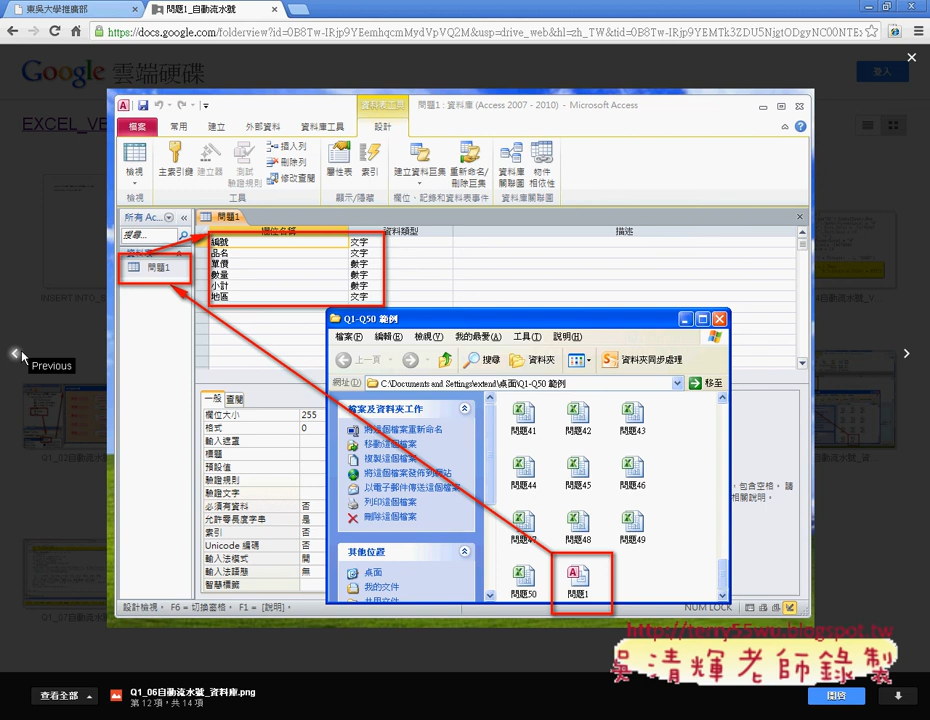 東吳大學推廣部
問題1_自動流水號
https://docs.google.com/folderview?id=0B8Tw-IRjp9YEemhqcmMydVpVQ2M&usp=drive_web&hl=zh_TW&tid=0B8Tw-IRjp9YEMTk3ZDU5NjgtODgyNC00NTEx
Google 雲端硬碟
登入
EXCEL_VB
問題1 : 資料庫 (Access 2007 - 2010) - Microsoft Access
資料表工具
檔案
常用
建立
外部資料
資料庫工具
設計
檢視
主索引鍵
建立器
測試
驗證規則
插入列
刪除列
修改查閱
屬性表
索引
建立資料巨集
重新命名/
刪除巨集
資料庫
關聯圖
物件
相依性
檢視
工具
顯示/隱藏
欄位、記錄和資料表事件
資料庫關聯圖
所有 Ac...
搜尋...
問題1
問題1
欄位名稱
資料類型
描述
編號 文字
品名 文字
單價 數字
數量 數字
小計 數字
地區 文字
Previous
INSERT INTO
Q1_02自動流水
Q1_07自動流水
一般
查閱
欄位大小 255
格式 @
輸入遮罩
標題
預設值
驗證規則
驗證文字
必須有資料 否
允許零長度字串 是
索引 否
Unicode 編碼 否
輸入法模式 開
輸入法語態 無
智慧標籤
Q1-Q50 範例
檔案(F)
編輯(E)
檢視(V)
我的最愛(A)
工具(T)
說明(H)
上一頁
搜尋
資料夾
資料夾同步處理
網址(D)
C:\Documents and Settings\extend\桌面\Q1-Q50 範例
移至
檔案及資料夾工作
將這個檔案重新命名
移動這個檔案
複製這個檔案
將這個檔案發佈到網站
以電子郵件傳送這個檔案
列印這個檔案
刪除這個檔案
其他位置
桌面
我的文件
問題41
問題42
問題43
問題44
問題45
問題46
問題47
問題48
問題49
問題50
問題1
設計檢視, F6 = 切換窗格, F1 = [說明]。
NUM LOCK
http://terry55wu.blogspot.tw
吳清輝老師錄製
查看全部
Q1_06自動流水號_資料庫.png
第 12 項，共 14 項
開啟